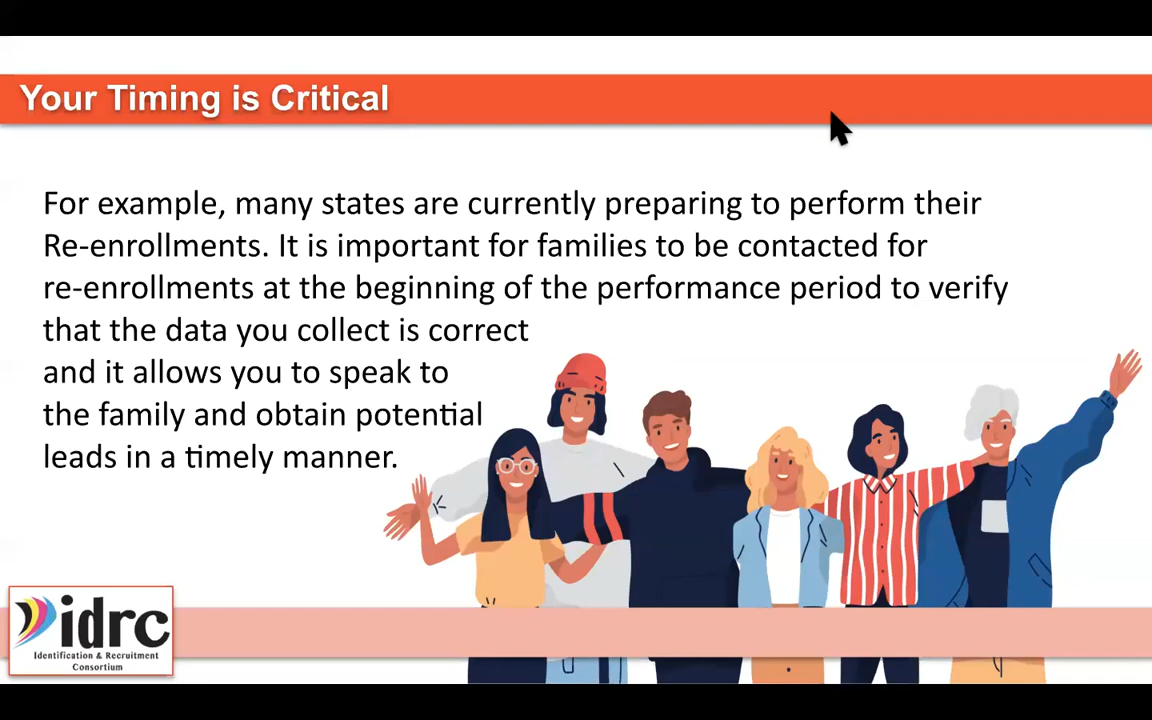 Your Timing is Critical
For example, many states are currently preparing to perform their
Re-enrollments. It is important for families to be contacted for
re-enrollments at the beginning of the performance period to verify
that the data you collect is correct
and it allows you to speak to
the family and obtain potential
leads in a timely manner.
idrc
Identification & Recruitment
Consortium